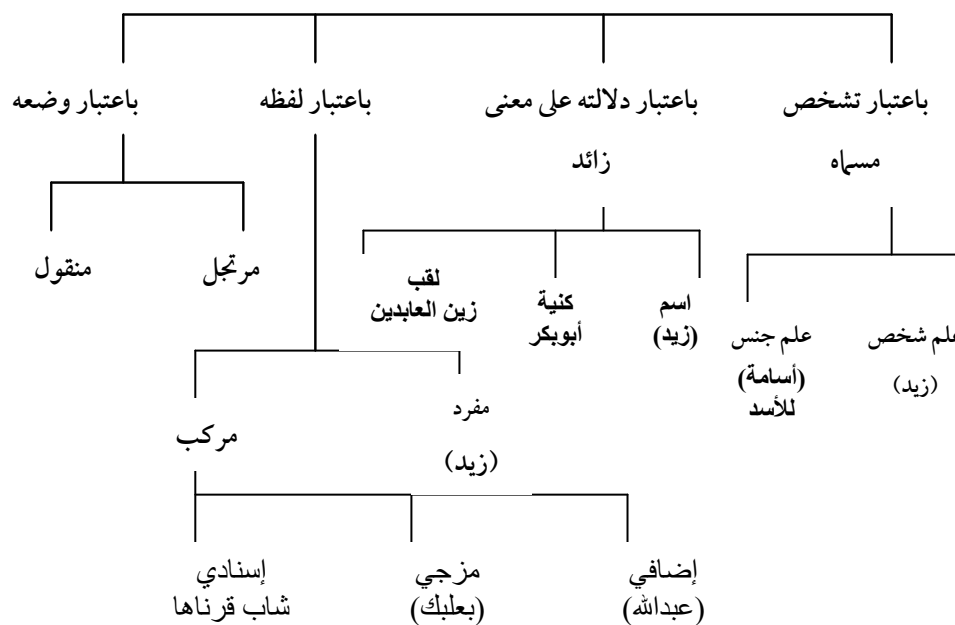 باعتبار تشخص
مسماه
باعتبار دلالته على معنى
زائد
باعتبار لفظه
باعتبار وضعه
علم شخص
(زيد)
علم جنس
(أسامة)
للأسد
اسم
(زيد)
كنية
أبوبكر
لقب
زين العابدين
مرتجل
منقول
مفرد
(زيد)
مركب
إضافي
(عبدالله)
مزجي
(بعلبك)
إسنادي
شاب قرناها